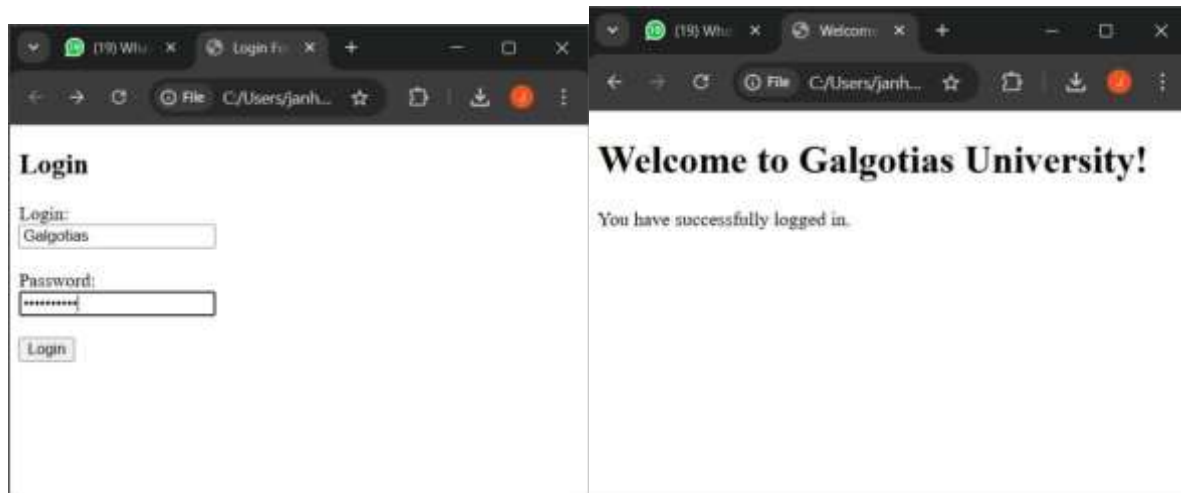 (19) Wh
Login F
File C:/Users/janh...
Login
Login:
Galgotias
Password:
Login
(19) Wh
Welcom
File C:/Users/janh...
Welcome to Galgotias University!
You have successfully logged in.